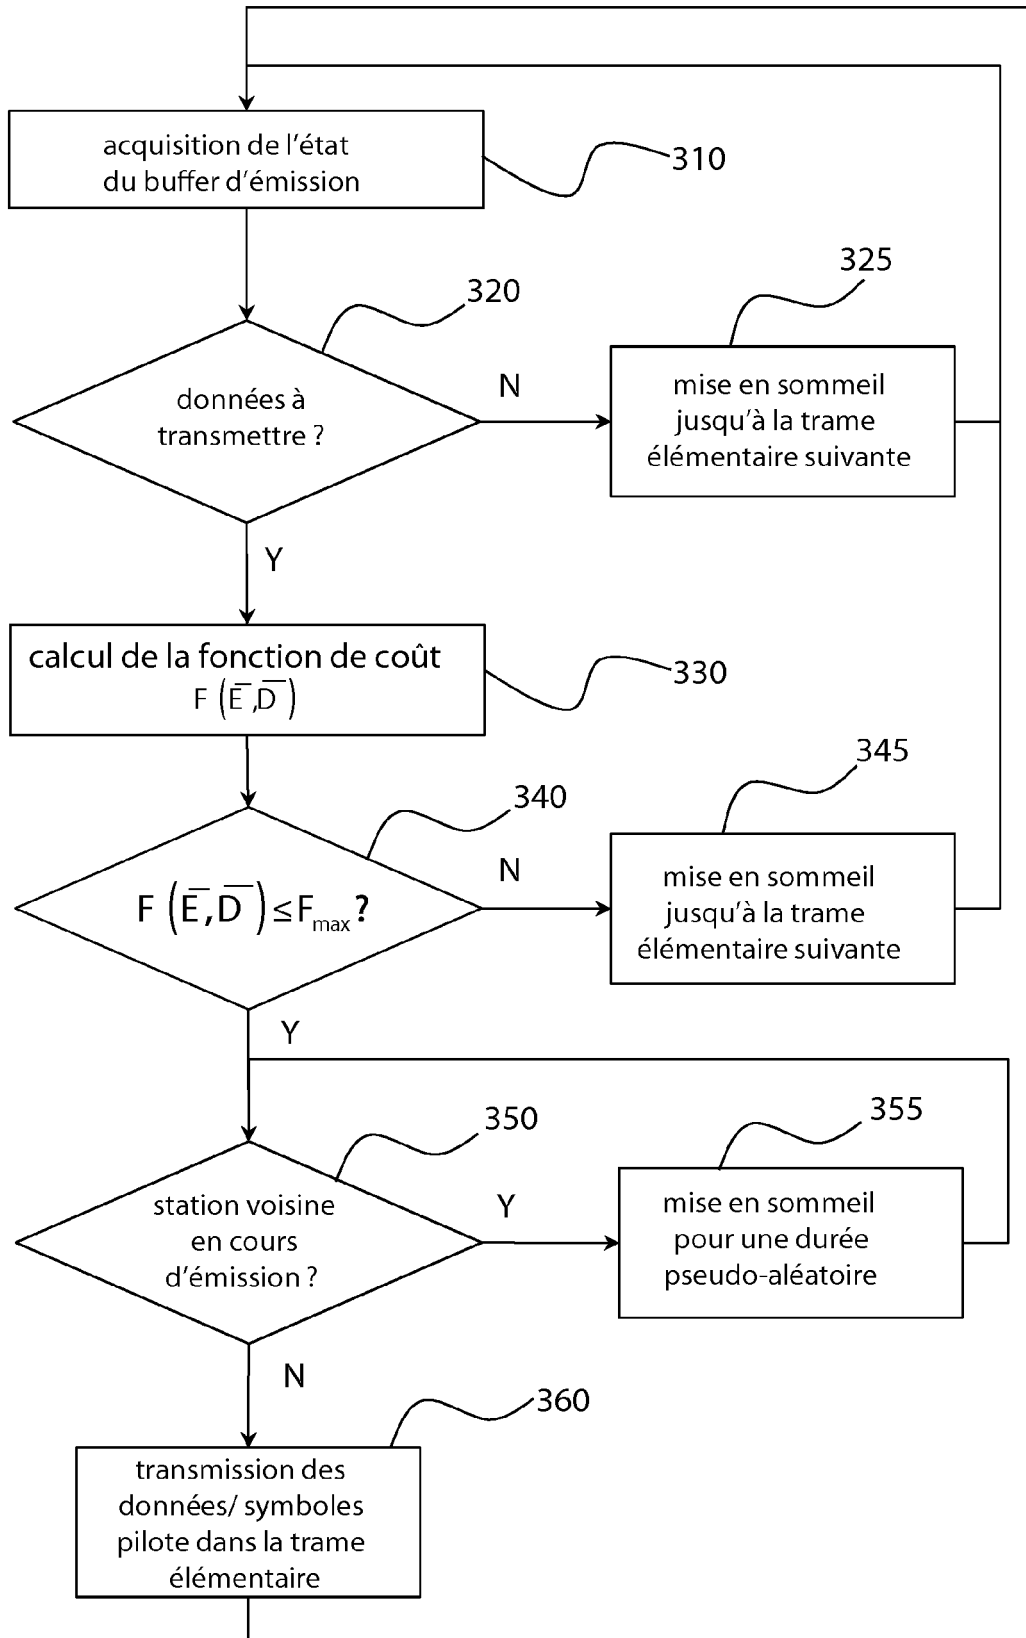 acquisition de l'état
du buffer d'émission
310
320
325
données à
transmettre ?
N
mise en sommeil
jusqu'à la trame
élémentaire suivante
Y
calcul de la fonction de coût
F (E̅,D̅)
330
340
345
F (E̅,D̅) ≤ Fmax ?
N
mise en sommeil
jusqu'à la trame
élémentaire suivante
Y
350
355
station voisine
en cours
d'émission ?
Y
mise en sommeil
pour une durée
pseudo-aléatoire
N
360
transmission des
données/ symboles
pilote dans la trame
élémentaire